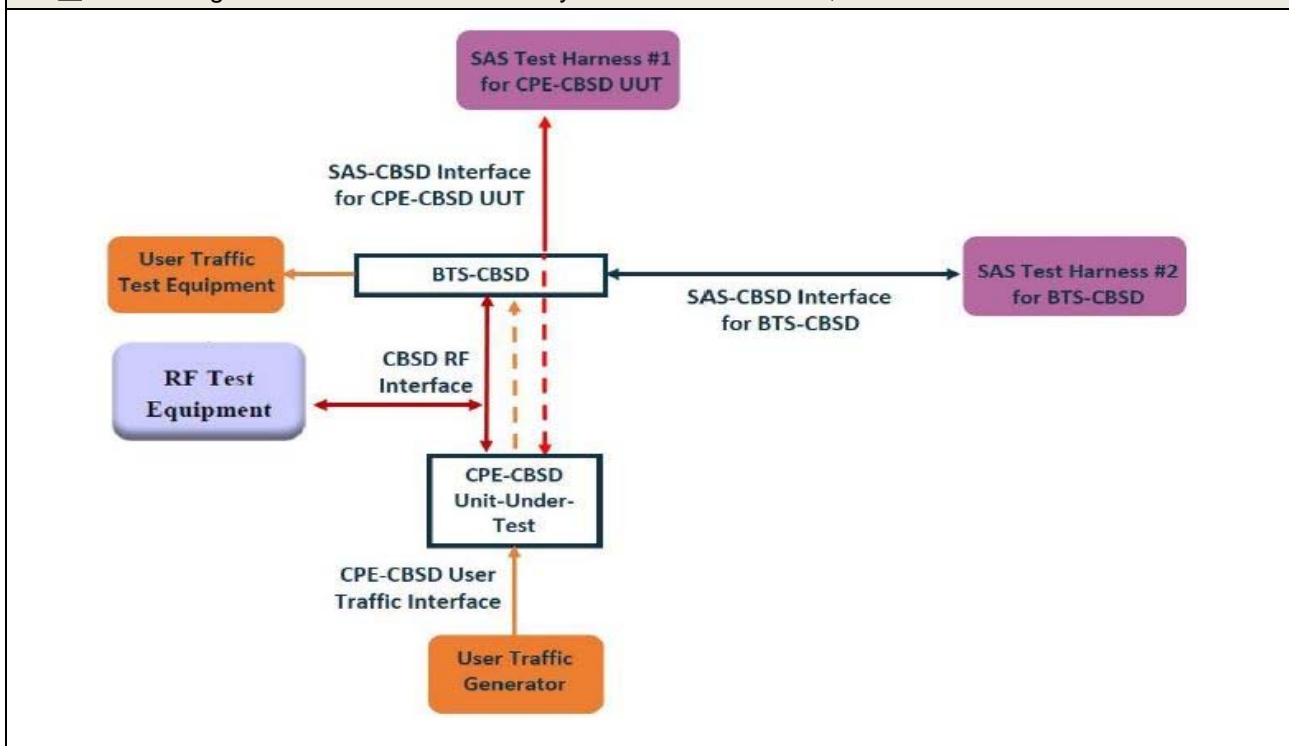 SAS Test Harness #1
for CPE-CBSD UUT
SAS-CBSD Interface
for CPE-CBSD UUT
User Traffic
Test Equipment
BTS-CBSD
SAS Test Harness #2
for BTS-CBSD
SAS-CBSD Interface
for BTS-CBSD
CBSD RF
Interface
RF Test
Equipment
CPE-CBSD
Unit-Under-
Test
CPE-CBSD User
Traffic Interface
User Traffic
Generator